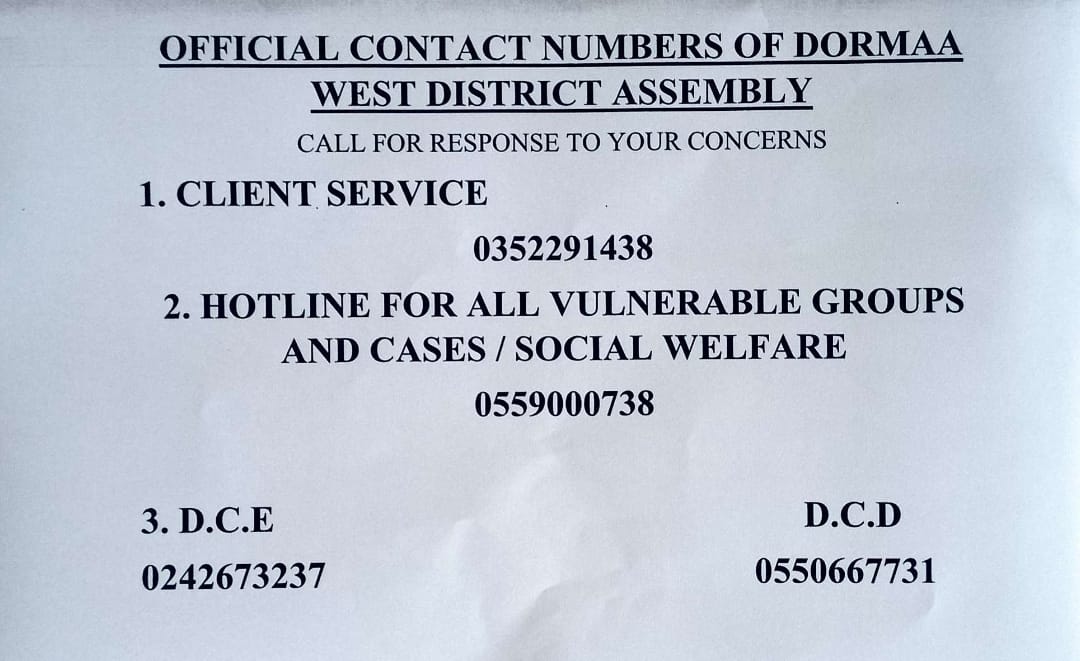 OFFICIAL CONTACT NUMBERS OF DORMAA
WEST DISTRICT ASSEMBLY
CALL FOR RESPONSE TO YOUR CONCERNS
1. CLIENT SERVICE
0352291438
2. HOTLINE FOR ALL VULNERABLE GROUPS
AND CASES / SOCIAL WELFARE
0559000738
3. D.C.E
0242673237
D.C.D
0550667731